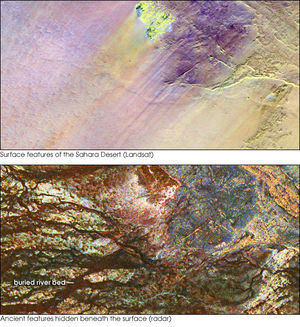 Surface features of the Sahara Desert (Landsat)
buried river bed
Ancient features hidden beneath the surface (radar)